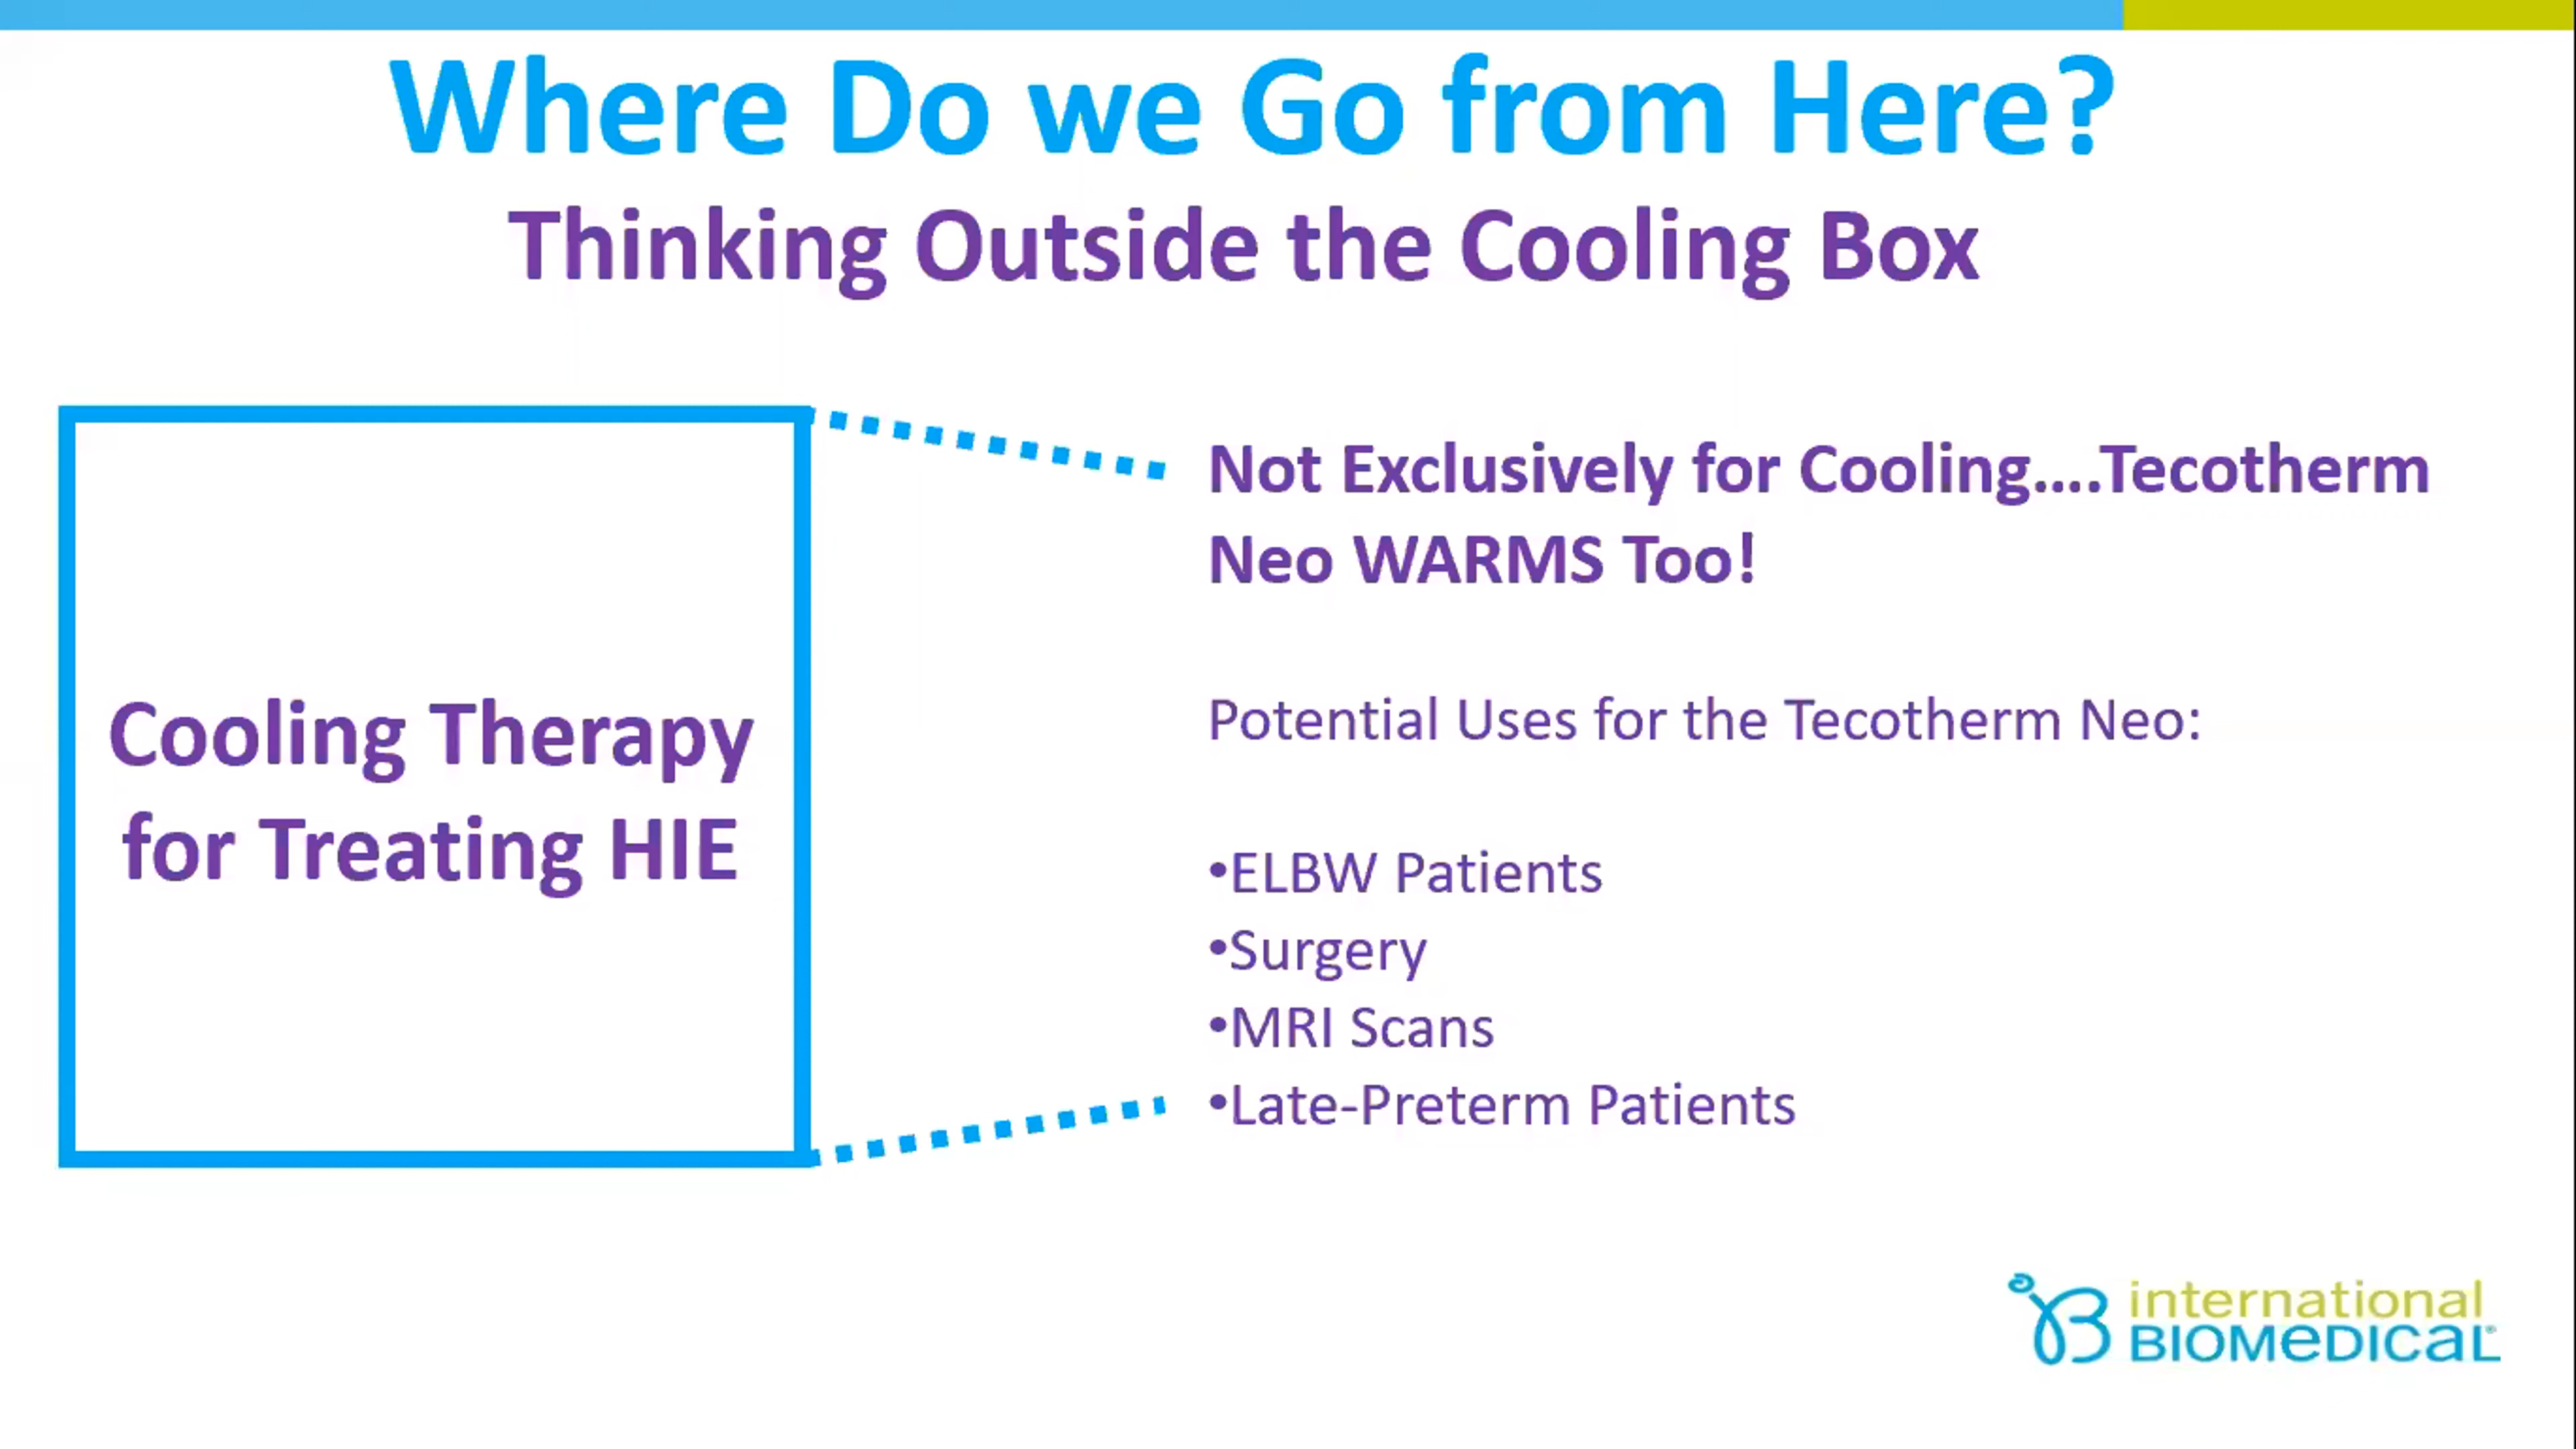 Where Do we Go from Here?
Thinking Outside the Cooling Box
Cooling Therapy
for Treating HIE
Not Exclusively for Cooling....Tecotherm
Neo WARMS Too!
Potential Uses for the Tecotherm Neo:
•ELBW Patients
•Surgery
•MRI Scans
•Late-Preterm Patients
international
BIOMeDICaL